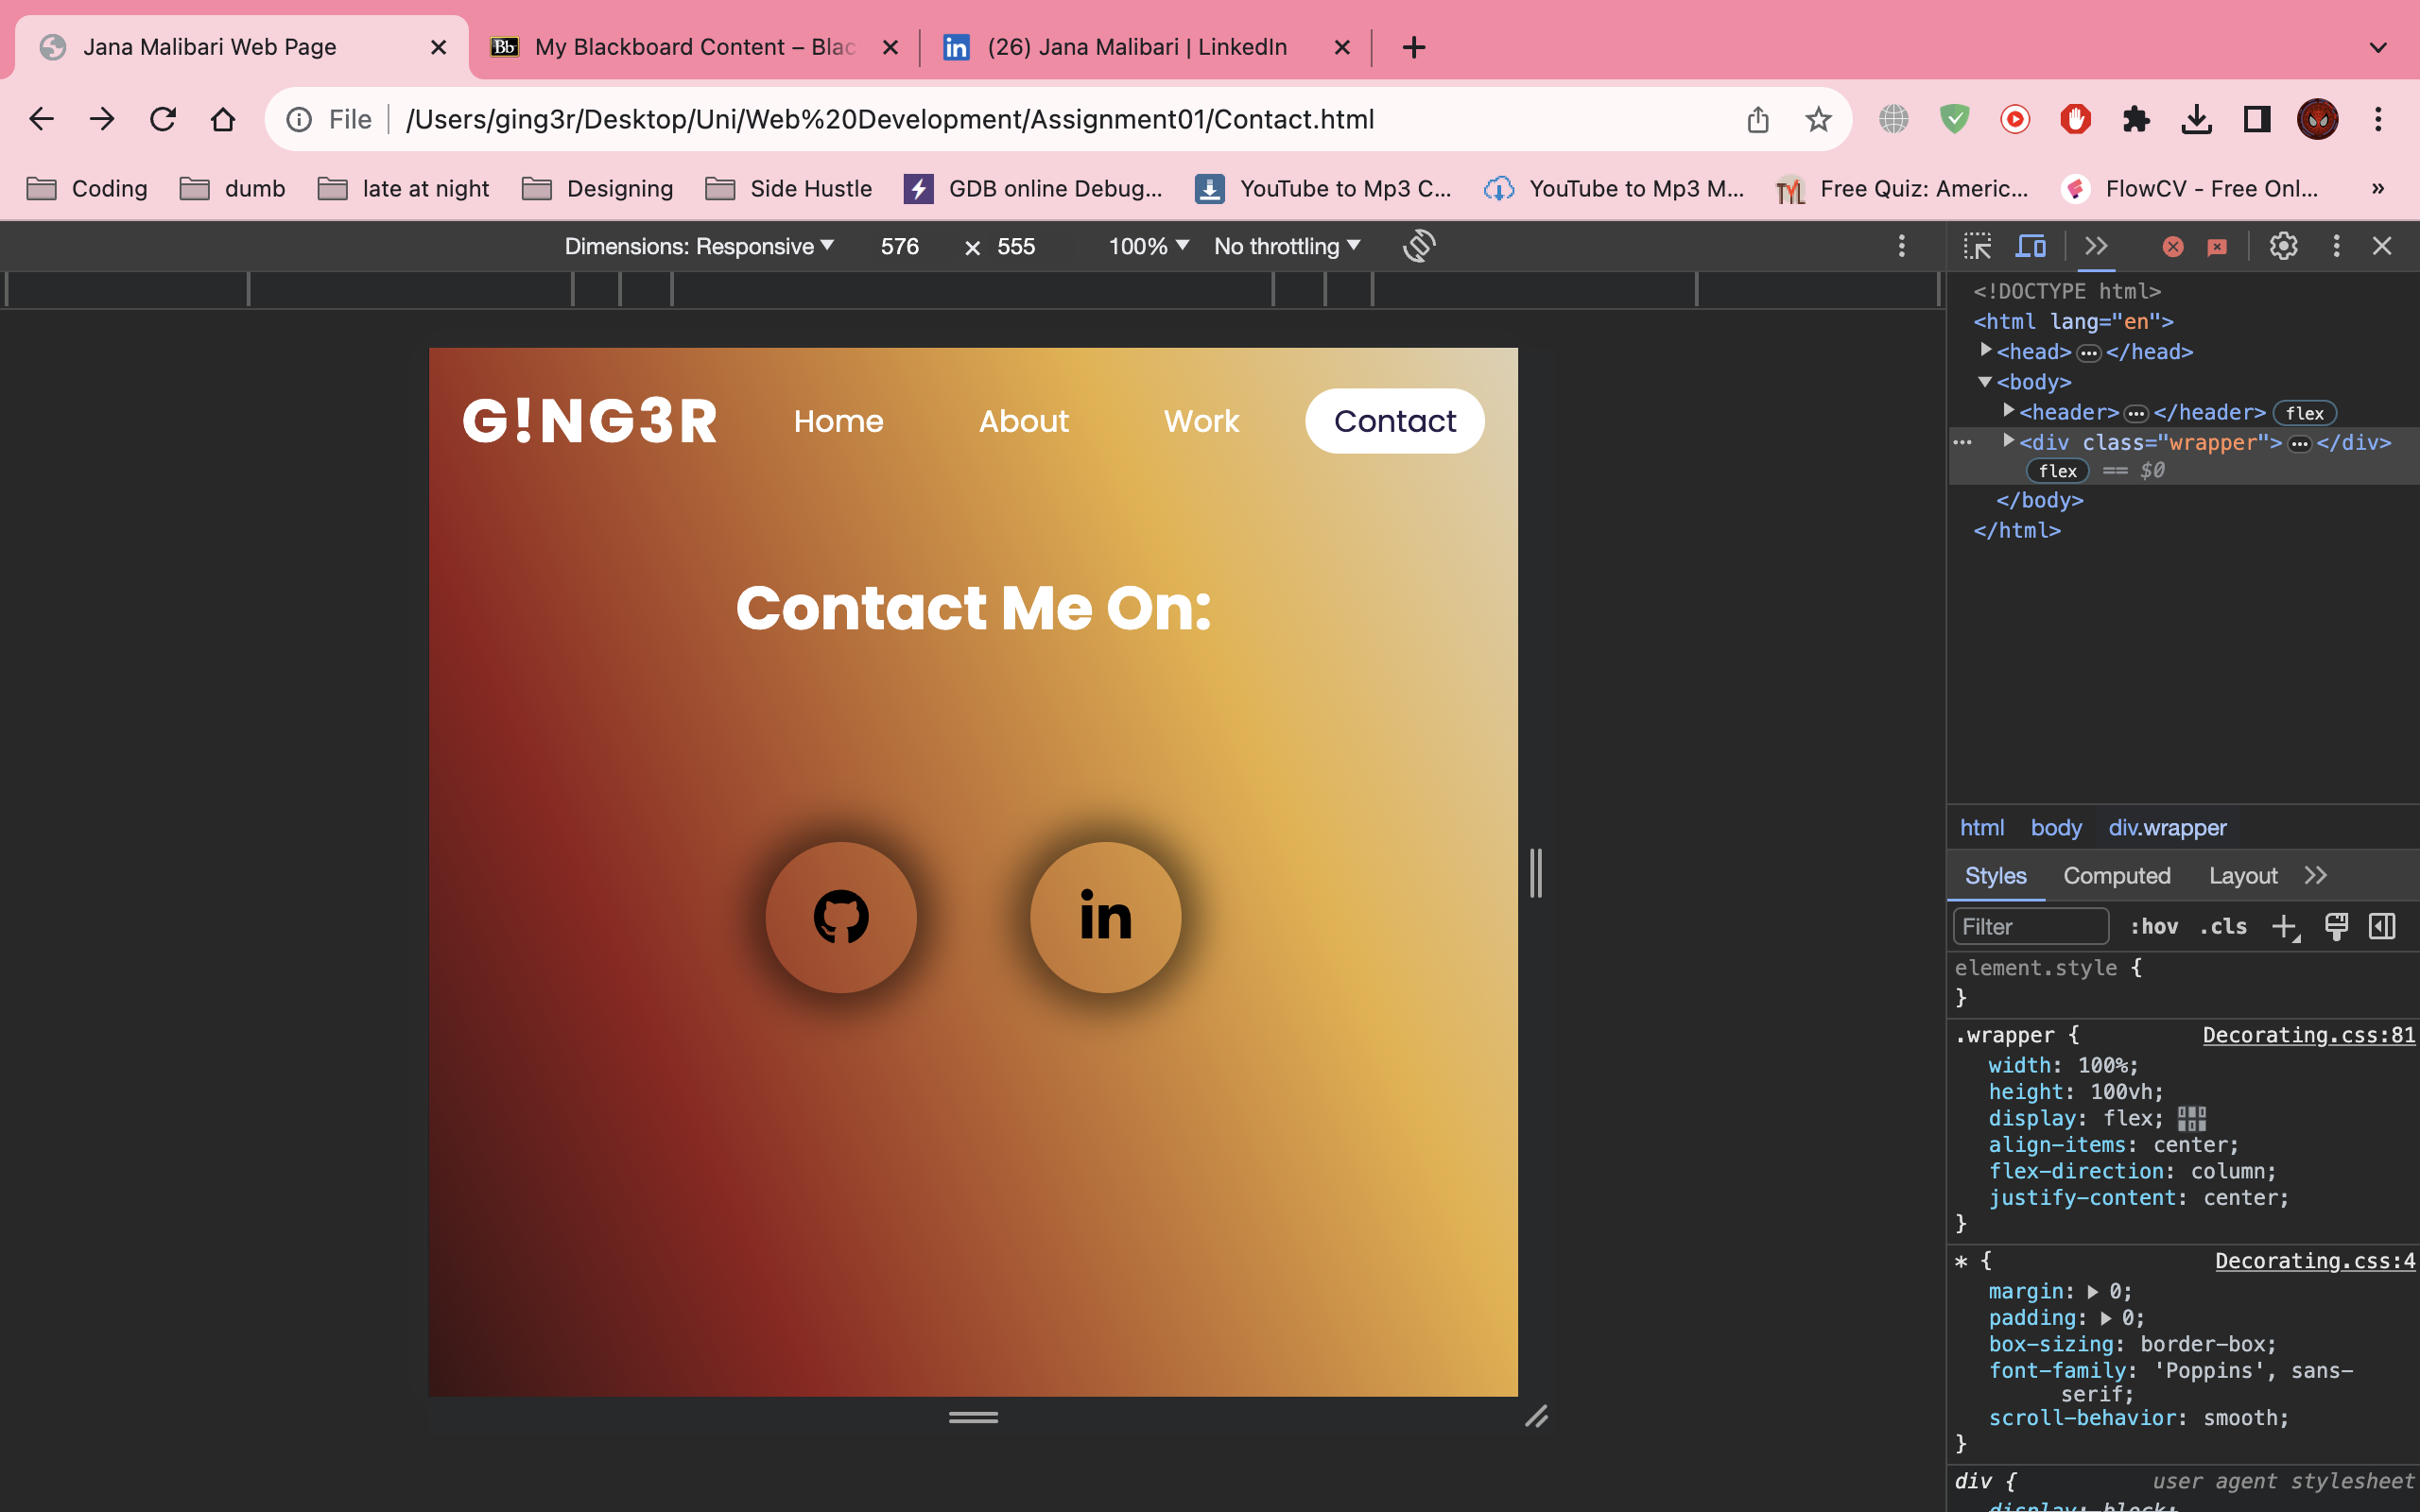 Jana Malibari Web Page
My Blackboard Content – Blac
(26) Jana Malibari | LinkedIn
File
/Users/ging3r/Desktop/Uni/Web%20Development/Assignment01/Contact.html
Coding
dumb
late at night
Designing
Side Hustle
GDB online Debug...
YouTube to Mp3 C...
YouTube to Mp3 M...
Free Quiz: Americ...
FlowCV - Free Onl...
»
Dimensions: Responsive
576 × 555
100%
No throttling
G!NG3R
Home
About
Work
Contact
Contact Me On:
in
<!DOCTYPE html>
<html lang="en">
<head>…</head>
<body>
<header>…</header> flex
<div class="wrapper">…</div>
flex == $0
</body>
</html>
html body div.wrapper
Styles Computed Layout
Filter :hov .cls
element.style {
}
.wrapper { Decorating.css:81
width: 100%;
height: 100vh;
display: flex;
align-items: center;
flex-direction: column;
justify-content: center;
}
* { Decorating.css:4
margin: 0;
padding: 0;
box-sizing: border-box;
font-family: 'Poppins', sans-
serif;
scroll-behavior: smooth;
}
div { user agent stylesheet
display: block;